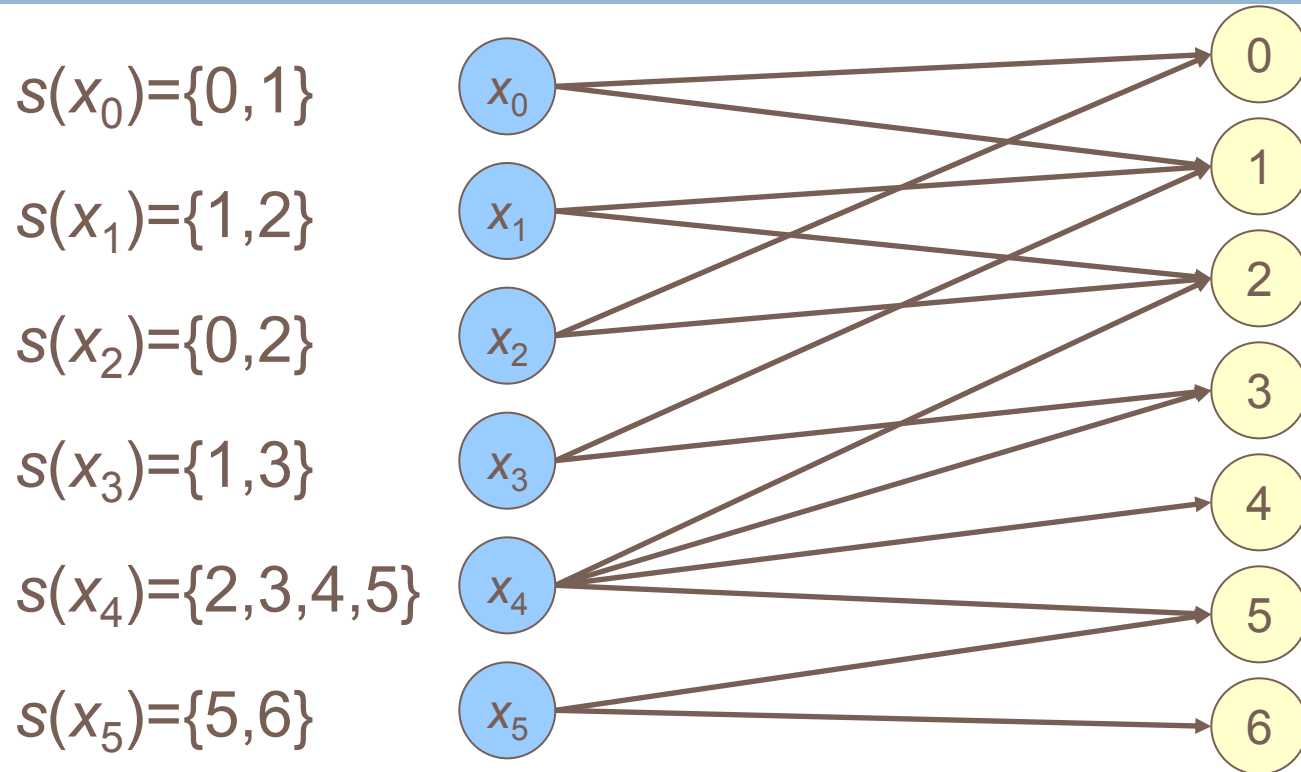 s(x₀)={0,1}
x₀
0
1
s(x₁)={1,2}
x₁
2
s(x₂)={0,2}
x₂
3
s(x₃)={1,3}
x₃
4
s(x₄)={2,3,4,5}
x₄
5
s(x₅)={5,6}
x₅
6